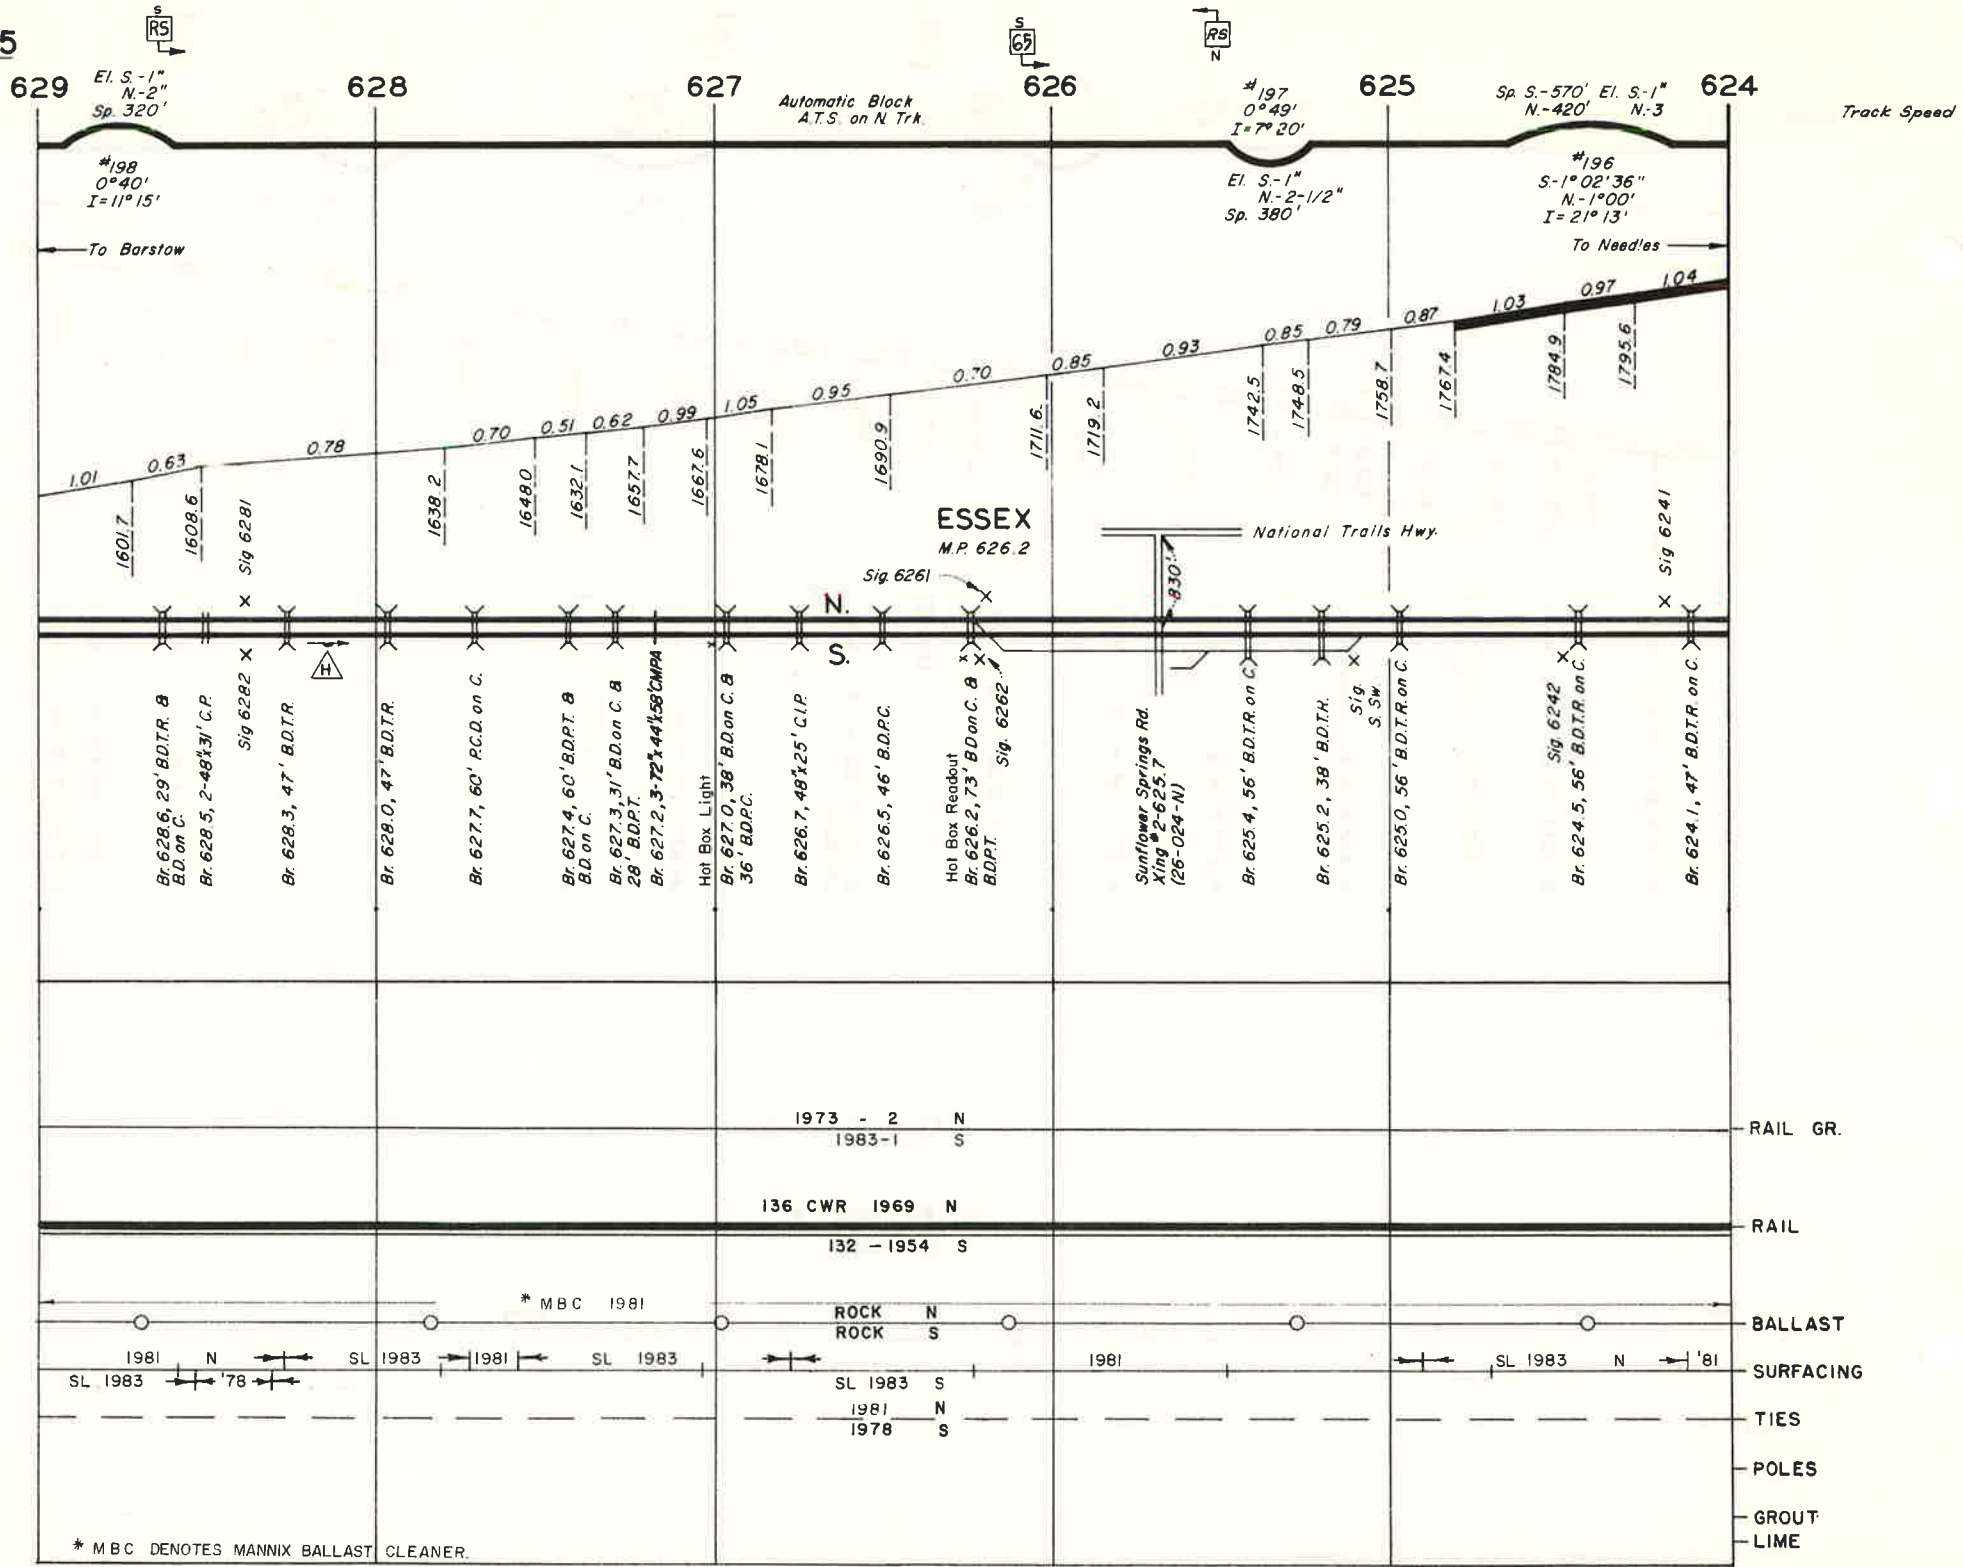 5
S
RS
S
65
RS
N
629
628
627
626
625
624
El. S.-1"
N.-2"
Sp. 320'
Automatic Block
A.T.S. on N. Trk.
#197
0°49'
I=7°20'
Sp. S.-570' El. S.-1"
N.-420' N.-3
Track Speed
#198
0°40'
I=11°15'
El. S.-1"
N.-2-1/2"
Sp. 380'
#196
S.-1°02'36"
N.-1°00'
I=21°13'
To Barstow
To Needles
1.01
0.63
0.78
0.70
0.51
0.62
0.99
1.05
0.95
0.70
0.85
0.93
0.85
0.79
0.87
1.03
0.97
1.04
1601.7
1608.6
1638.2
1648.0
1632.1
1657.7
1667.6
1678.1
1690.9
1711.6
1719.2
1742.5
1748.5
1758.7
1767.4
1784.9
1795.6
Sig 6281
ESSEX
M.P. 626.2
Sig. 6261
National Trails Hwy.
830'
Sig 6241
N.
S.
H
Br. 628.6, 29' B.D.T.R. &
B.D. on C.
Br. 628.5, 2-48"x31' C.P.
Sig 6282
Br. 628.3, 47' B.D.T.R.
Br. 628.0, 47' B.D.T.R.
Br. 627.7, 60' P.C.D. on C.
Br. 627.4, 60' B.D.P.T. &
B.D. on C.
Br. 627.3, 31' B.D. on C. &
28' B.D.P.T.
Br. 627.2, 3-72"x44"x58'CMPA
Hot Box Light
Br. 627.0, 38' B.D. on C. &
36' B.D.P.C.
Br. 626.7, 48"x25' C.I.P.
Br. 626.5, 46' B.D.P.C.
Hot Box Readout
Br. 626.2, 73' B D on C. &
B.D.P.T.
Sig. 6262
Sunflower Springs Rd.
Xing #2-625.7
(26-024-N)
Br. 625.4, 56' B.D.T.R. on C.
Br. 625.2, 38' B.D.T.H.
Sig.
S. Sw.
Br. 625.0, 56' B.D.T.R. on C.
Sig. 6242
Br. 624.5, 56' B.D.T.R. on C.
Br. 624.1, 47' B.D.T.R. on C.
1973 - 2 N
1983-1 S
RAIL GR.
136 CWR 1969 N
132 - 1954 S
RAIL
* MBC 1981
ROCK N
ROCK S
BALLAST
1981 N
SL 1983
1981
SL 1983
1981
SL 1983 N
'81
SL 1983
'78
SL 1983 S
SURFACING
1981 N
1978 S
TIES
POLES
GROUT
LIME
* MBC DENOTES MANNIX BALLAST CLEANER.